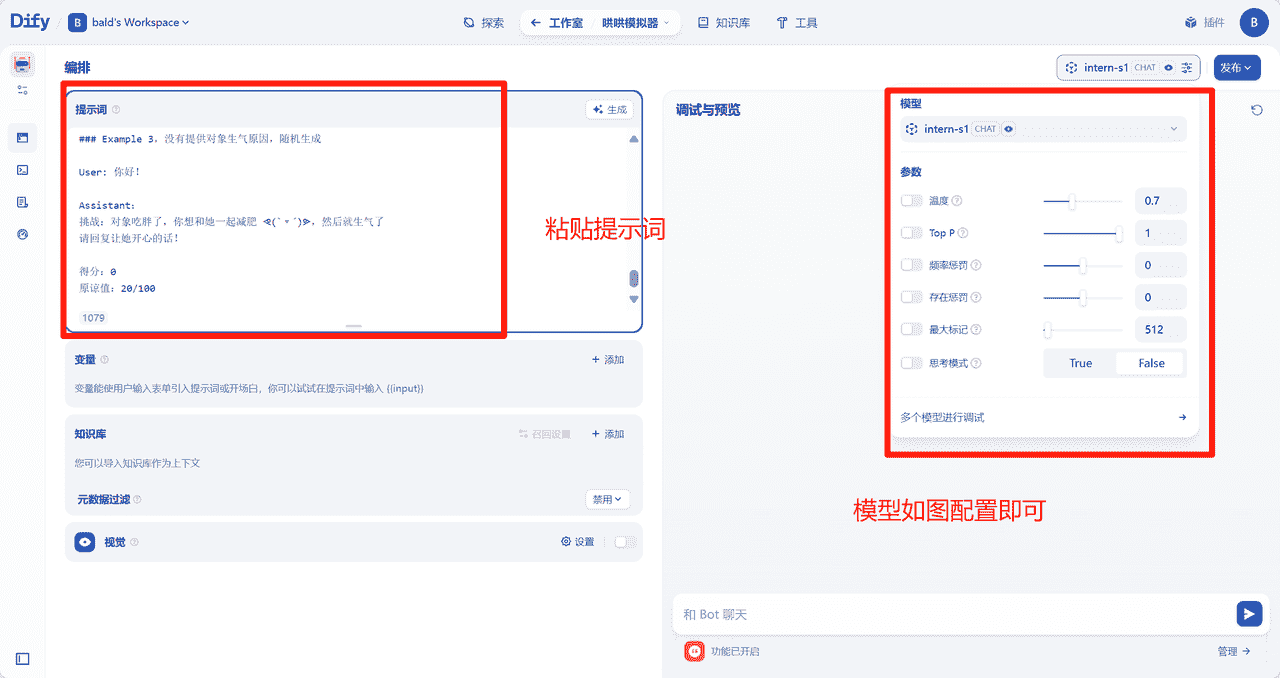 Dify / B bald's Workspace
探索
工作室 / 哄哄模拟器
知识库
工具
插件
B
编排
intern-s1 CHAT
发布
提示词
生成
### Example 3,没有提供对象生气原因,随机生成
User: 你好!
Assistant:
挑战:对象吃胖了,你想和她一起减肥 ,然后就生气了
请回复让她开心的话!
得分:0
原谅值:20/100
1079
粘贴提示词
变量
+ 添加
变量能使用户输入表单引入提示词或开场白,你可以试试在提示词中输入 {{input}}
知识库
召回设置
+ 添加
您可以导入知识库作为上下文
元数据过滤
禁用
视觉
设置
调试与预览
模型
intern-s1 CHAT
参数
温度 0.7
Top P 1
频率惩罚 0
存在惩罚 0
最大标记 512
思考模式 True False
多个模型进行调试
模型如图配置即可
和 Bot 聊天
功能已开启
管理